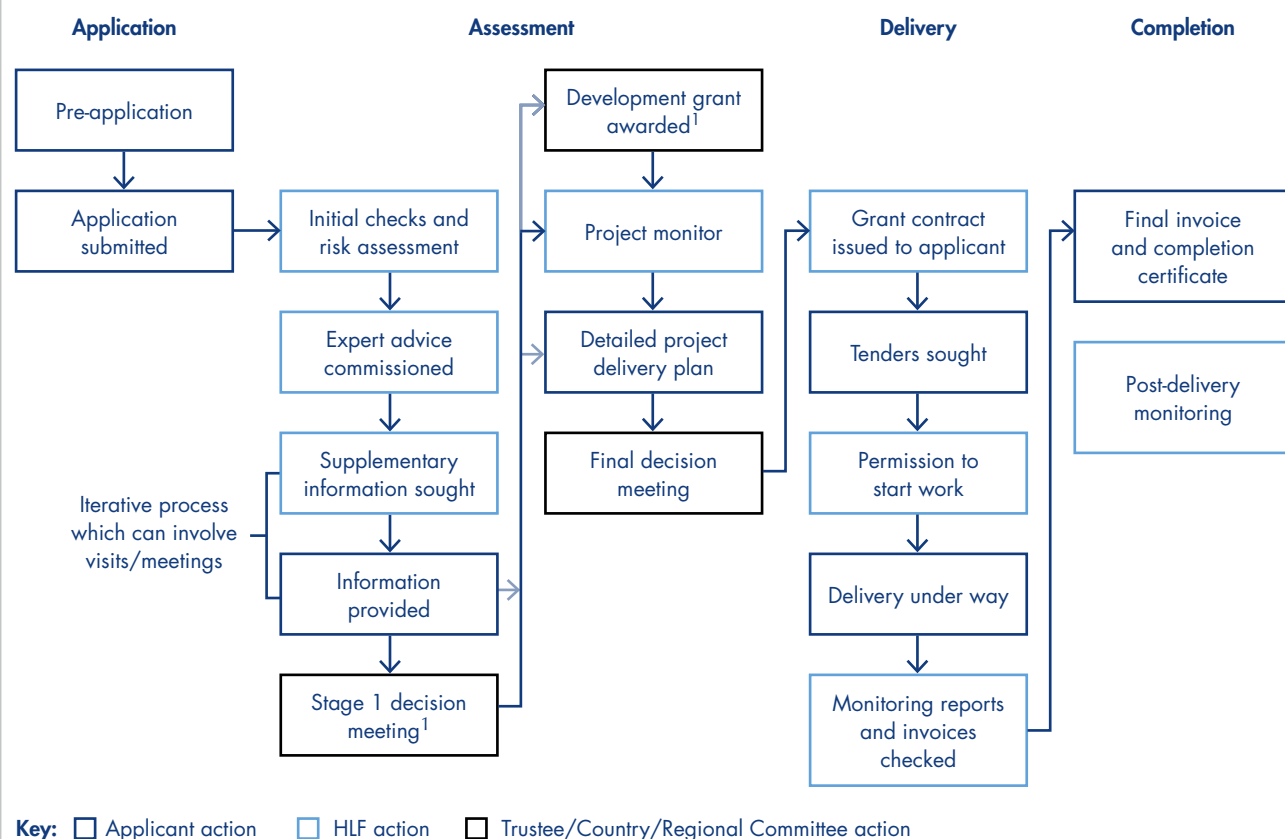 Application
Assessment
Delivery
Completion
Pre-application
Application
submitted
Initial checks and
risk assessment
Expert advice
commissioned
Supplementary
information sought
Iterative process
which can involve
visits/meetings
Information
provided
Stage 1 decision
meeting1
Development grant
awarded1
Project monitor
Detailed project
delivery plan
Final decision
meeting
Grant contract
issued to applicant
Tenders sought
Permission to
start work
Delivery under way
Monitoring reports
and invoices
checked
Final invoice
and completion
certificate
Post-delivery
monitoring
Key: Applicant action HLF action Trustee/Country/Regional Committee action